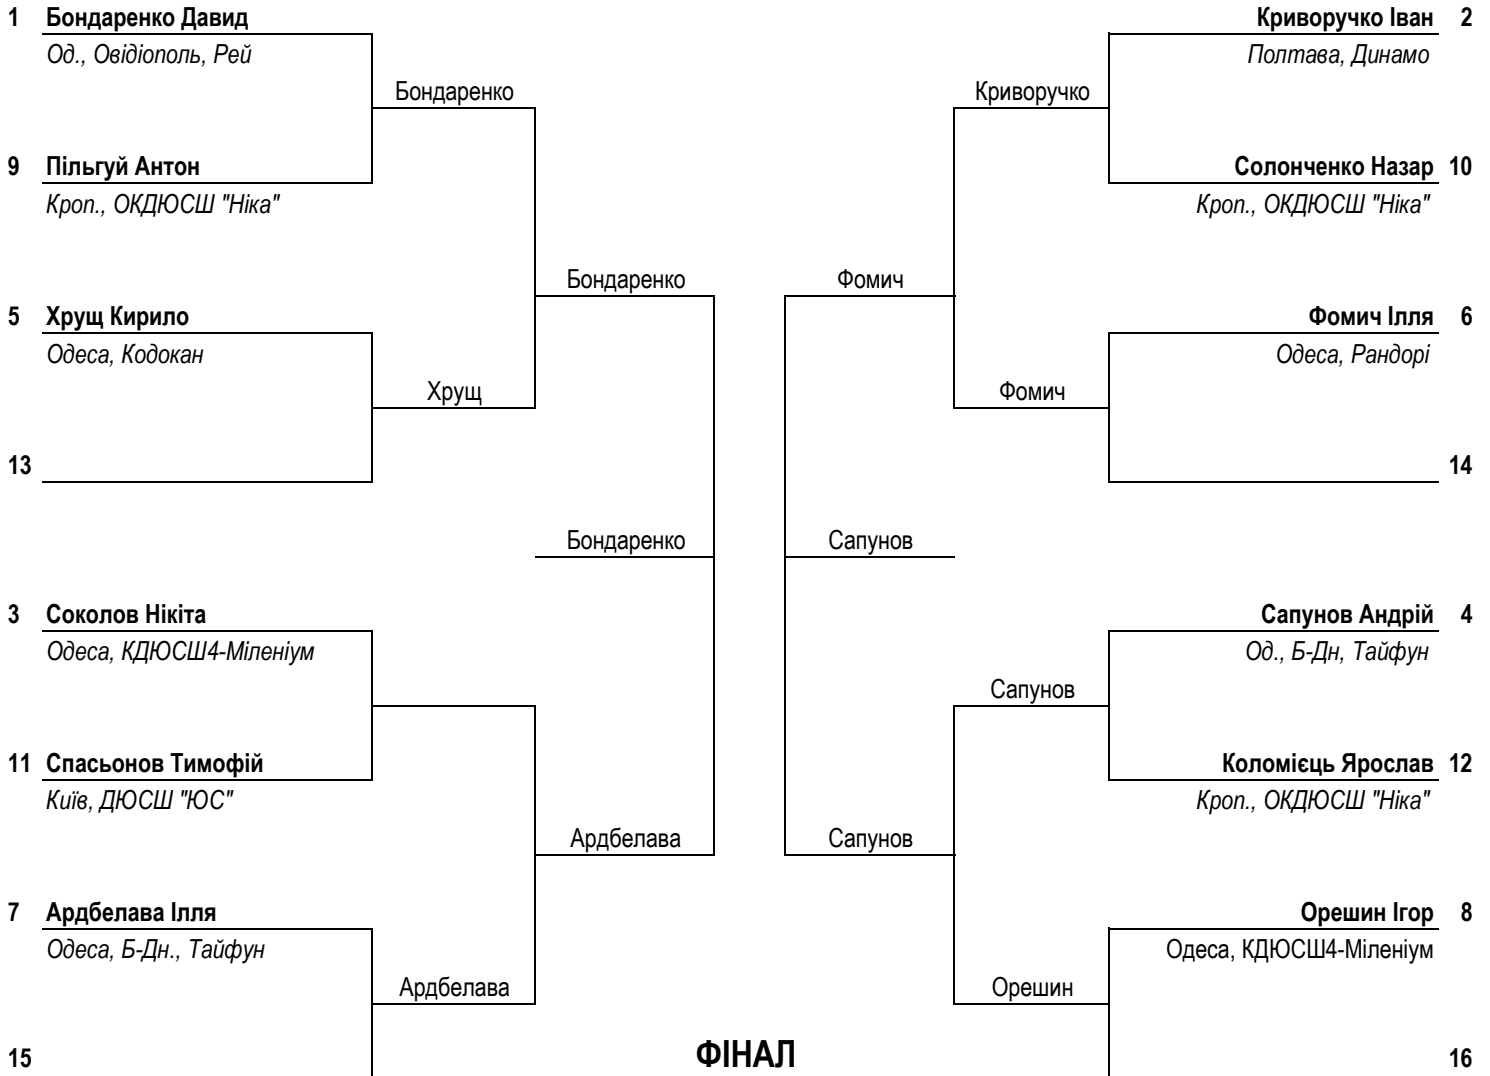 1 Бондаренко Давид
Криворучко Іван 2
Од., Овідіополь, Рей
Полтава, Динамо
Бондаренко
Криворучко
9 Пільгуй Антон
Солонченко Назар 10
Кроп., ОКДЮСШ "Ніка"
Кроп., ОКДЮСШ "Ніка"
Бондаренко
Фомич
5 Хрущ Кирило
Фомич Ілля 6
Одеса, Кодокан
Одеса, Рандорі
Хрущ
Фомич
13
14
Бондаренко
Сапунов
3 Соколов Нікіта
Сапунов Андрій 4
Одеса, КДЮСШ4-Міленіум
Од., Б-Дн, Тайфун
Сапунов
11 Спасьонов Тимофій
Коломієць Ярослав 12
Київ, ДЮСШ "ЮС"
Кроп., ОКДЮСШ "Ніка"
Ардбелава
Сапунов
7 Ардбелава Ілля
Орешин Ігор 8
Одеса, Б-Дн., Тайфун
Одеса, КДЮСШ4-Міленіум
Ардбелава
Орешин
15
ФІНАЛ
16